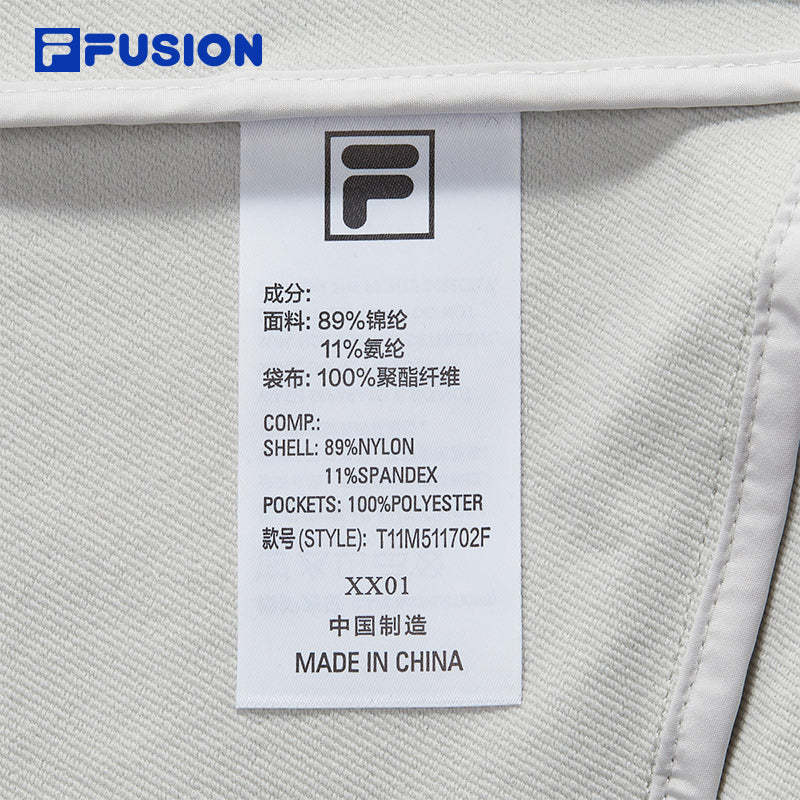 FUSION
成分:
面料: 89%锦纶
11%氨纶
袋布: 100%聚酯纤维
COMP.:
SHELL: 89%NYLON
11%SPANDEX
POCKETS: 100%POLYESTER
款号(STYLE): T11M511702F
XX01
中国制造
MADE IN CHINA